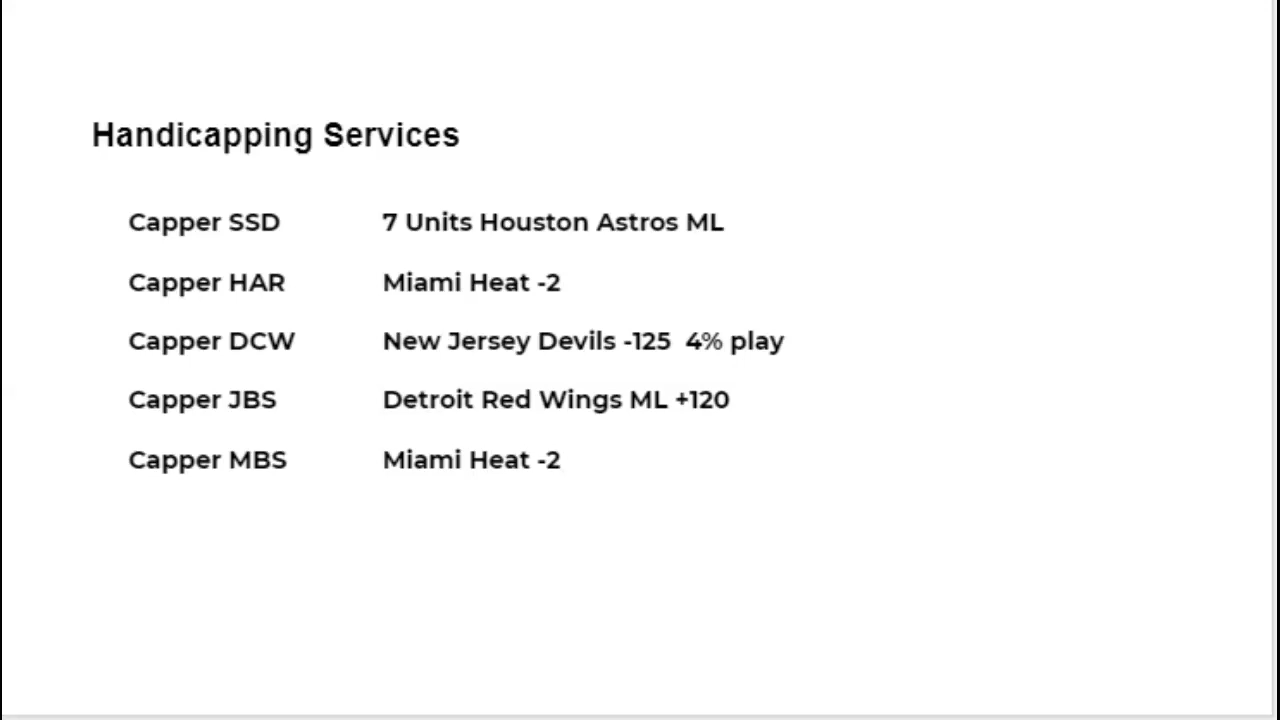 Handicapping Services
Capper SSD 7 Units Houston Astros ML
Capper HAR Miami Heat -2
Capper DCW New Jersey Devils -125 4% play
Capper JBS Detroit Red Wings ML +120
Capper MBS Miami Heat -2